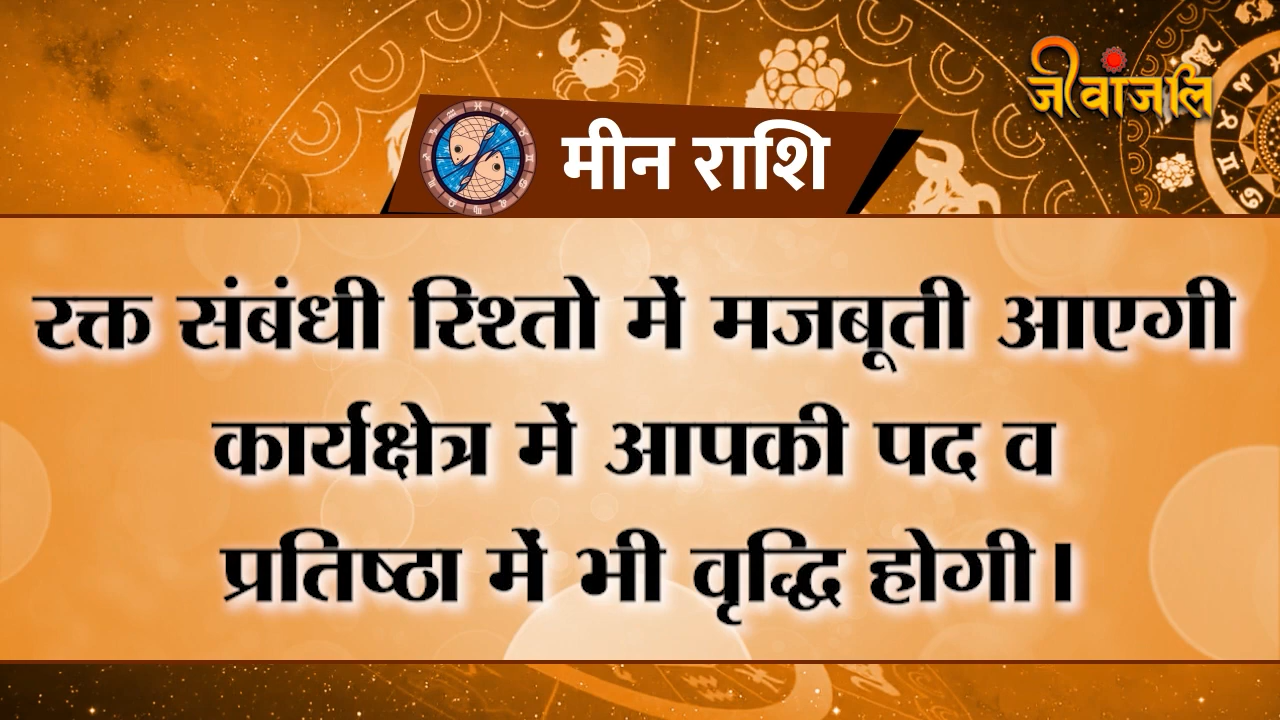 जीवांजलि
मीन राशि
रक्त संबंधी रिश्तो में मजबूती आएगी
कार्यक्षेत्र में आपकी पद व
प्रतिष्ठा में भी वृद्धि होगी।